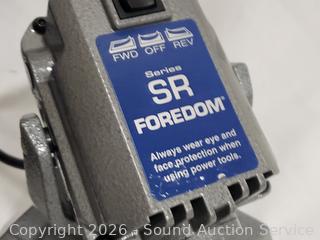 FWD OFF REV
Series
SR
FOREDOM®
Always wear eye and
face protection when
using power tools.
Copyright 2026 - Sound Auction Service